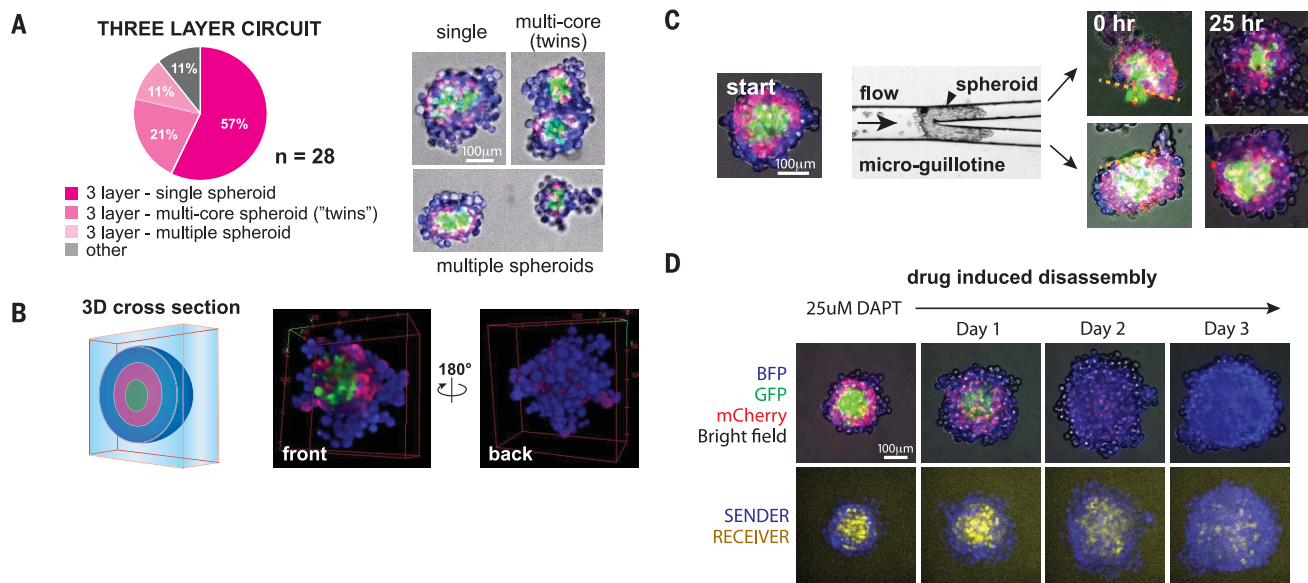 A
THREE LAYER CIRCUIT
11%
11%
21%
57%
n = 28
3 layer - single spheroid
3 layer - multi-core spheroid ("twins")
3 layer - multiple spheroid
other
single
multi-core
(twins)
100μm
multiple spheroids
B
3D cross section
front
180°
back
C
start
100μm
flow
spheroid
micro-guillotine
0 hr
25 hr
D
drug induced disassembly
25uM DAPT
Day 1
Day 2
Day 3
BFP
GFP
mCherry
Bright field
100μm
SENDER
RECEIVER